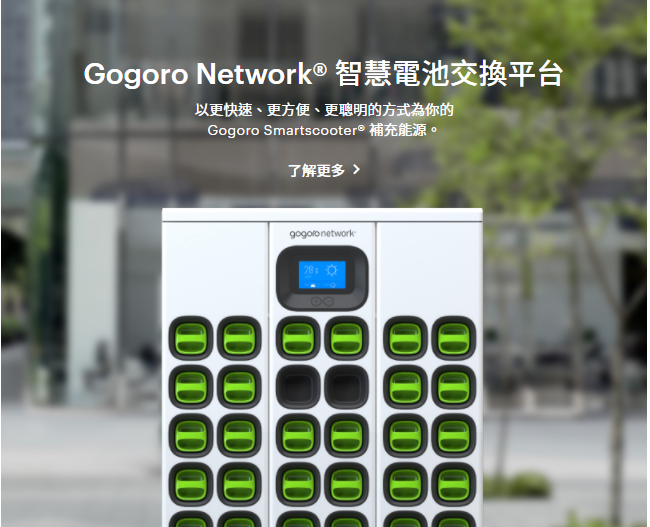 Gogoro Network® 智慧電池交換平台
以更快速、更方便、更聰明的方式為你的
Gogoro Smartscooter® 補充能源。
了解更多 >
gogoro network
28